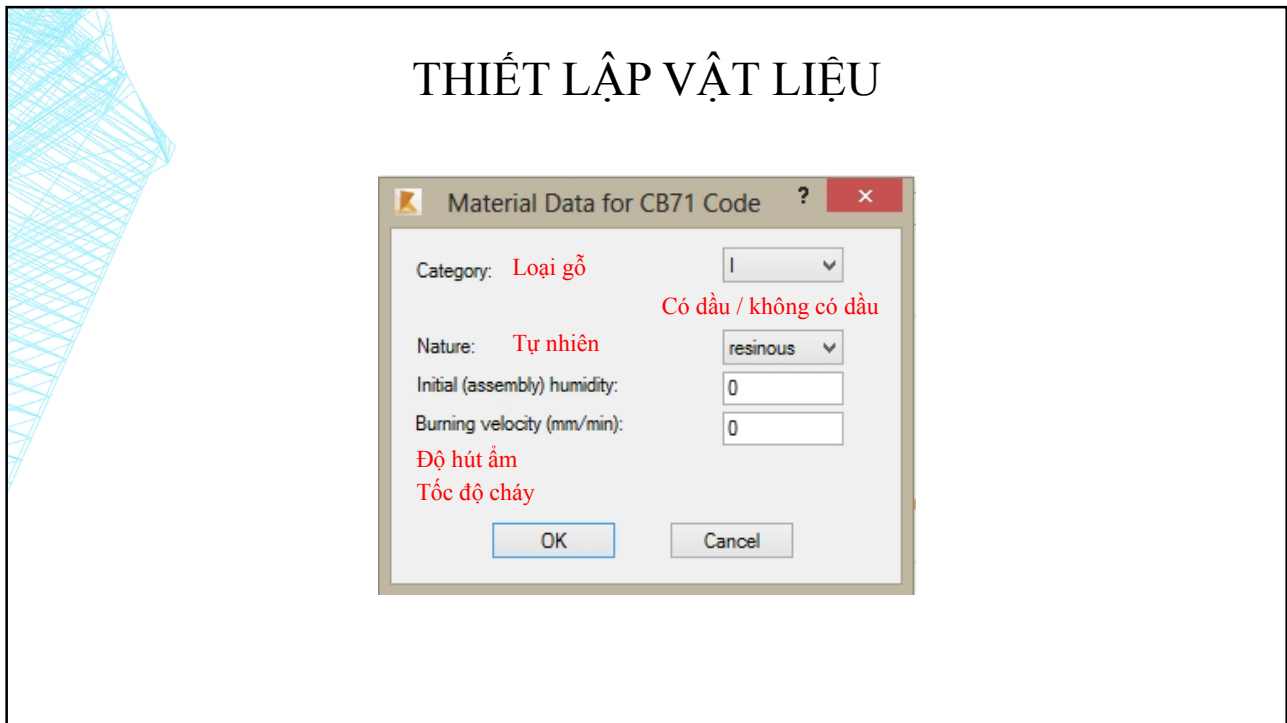 THIẾT LẬP VẬT LIỆU
Material Data for CB71 Code ?
Category: Loại gỗ I
Có dầu / không có dầu
Nature: Tự nhiên resinous
Initial (assembly) humidity: 0
Burning velocity (mm/min): 0
Độ hút ẩm
Tốc độ cháy
OK Cancel